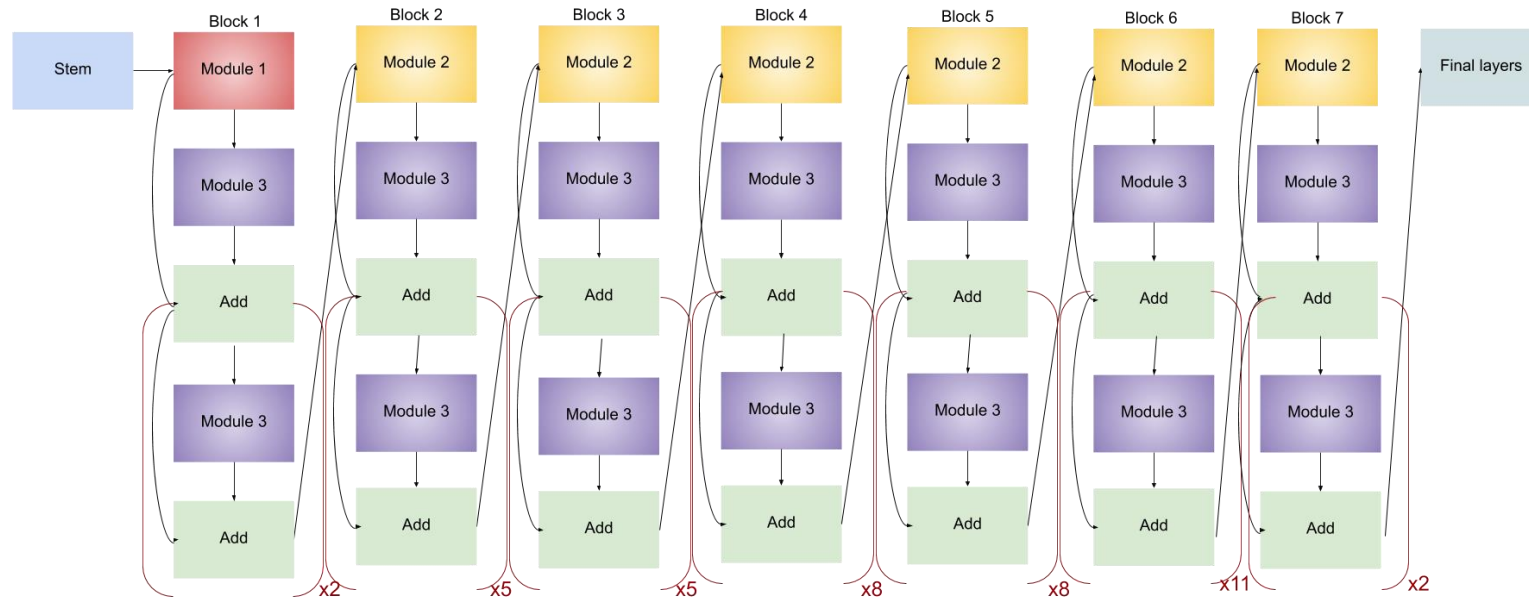 Block 1
Block 2
Block 3
Block 4
Block 5
Block 6
Block 7
Stem
Module 1
Module 2
Module 2
Module 2
Module 2
Module 2
Module 2
Final layers
Module 3
Module 3
Module 3
Module 3
Module 3
Module 3
Module 3
Add
Add
Add
Add
Add
Add
Add
Module 3
Module 3
Module 3
Module 3
Module 3
Module 3
Module 3
Add
Add
Add
Add
Add
Add
Add
x2
x5
x5
x8
x8
x11
x2